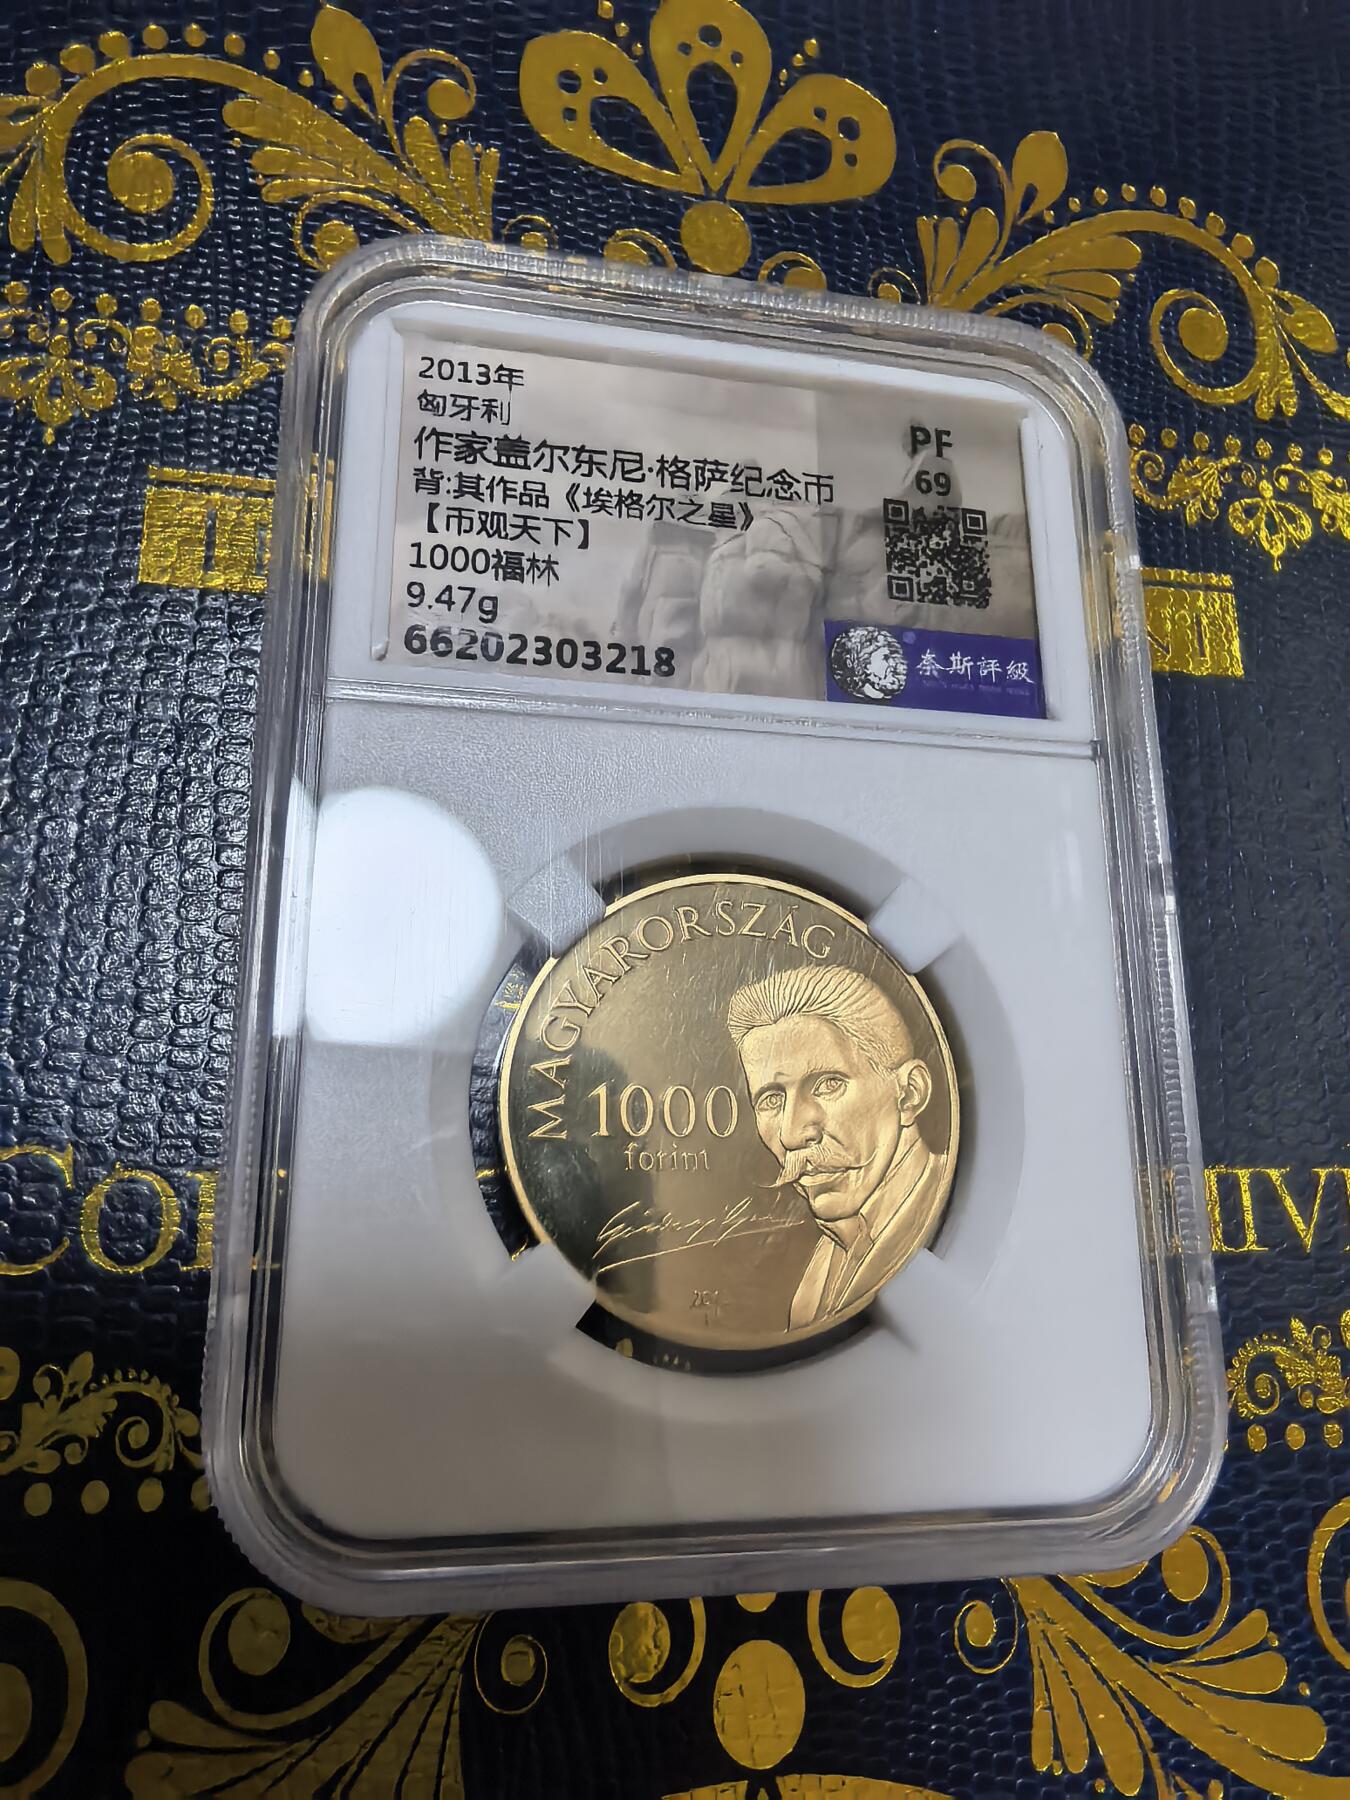 2013年
匈牙利
作家盖尔东尼·格萨纪念币
背:其作品《埃格尔之星》
【币观天下】
1000福林
9.47g
66202303218
PF
69
奈斯評級
MAGYARORSZÁG
1000
forint